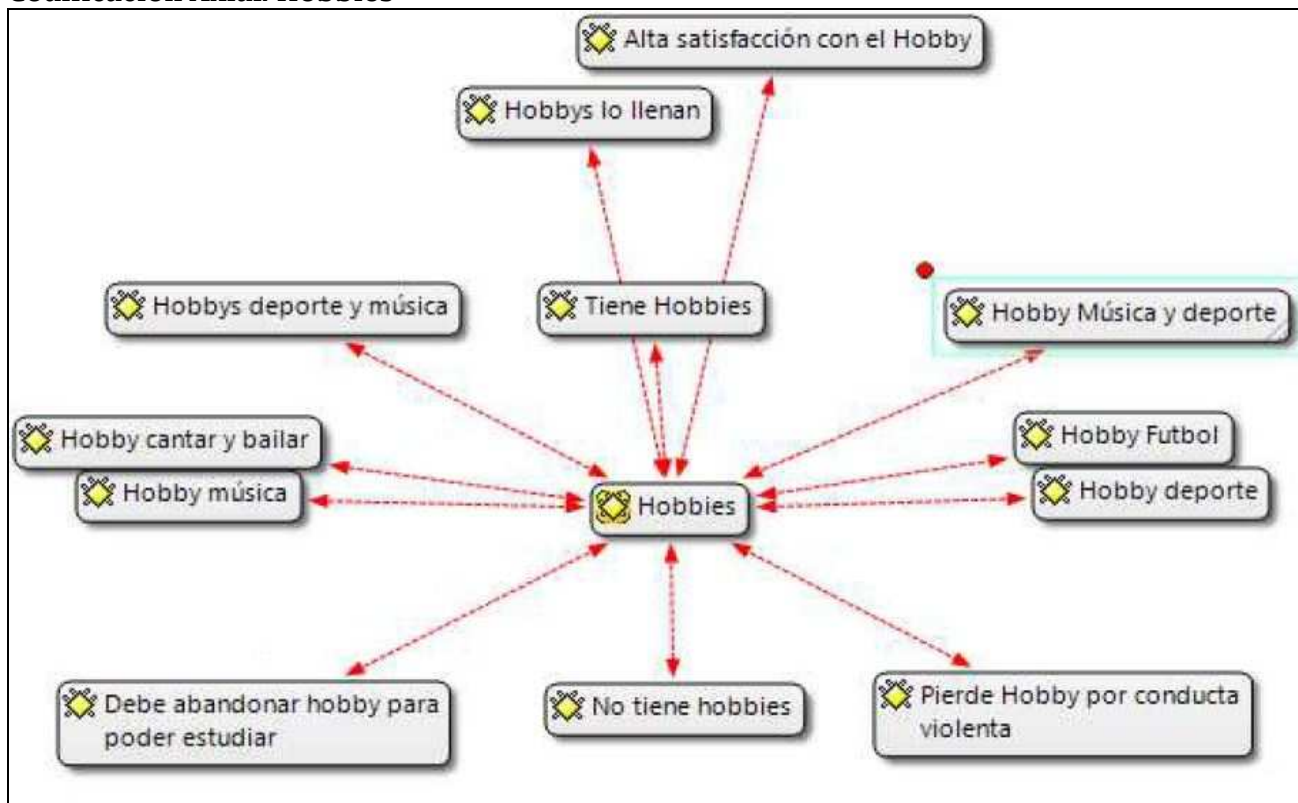 Alta satisfacción con el Hobby
Hobbys lo llenan
Hobbys deporte y música
Tiene Hobbies
Hobby Música y deporte
Hobby cantar y bailar
Hobby Futbol
Hobby música
Hobby deporte
Hobbies
Debe abandonar hobby para
poder estudiar
No tiene hobbies
Pierde Hobby por conducta
violenta